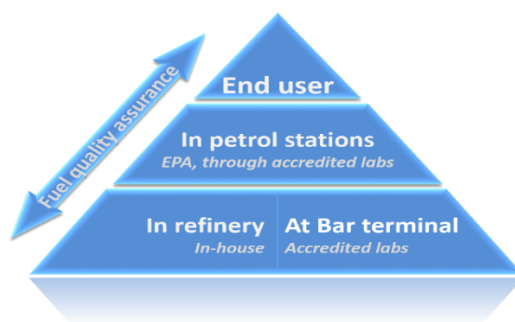 Fuel quality assurance
End user
In petrol stations
EPA, through accredited labs
In refinery
In-house
At Bar terminal
Accredited labs